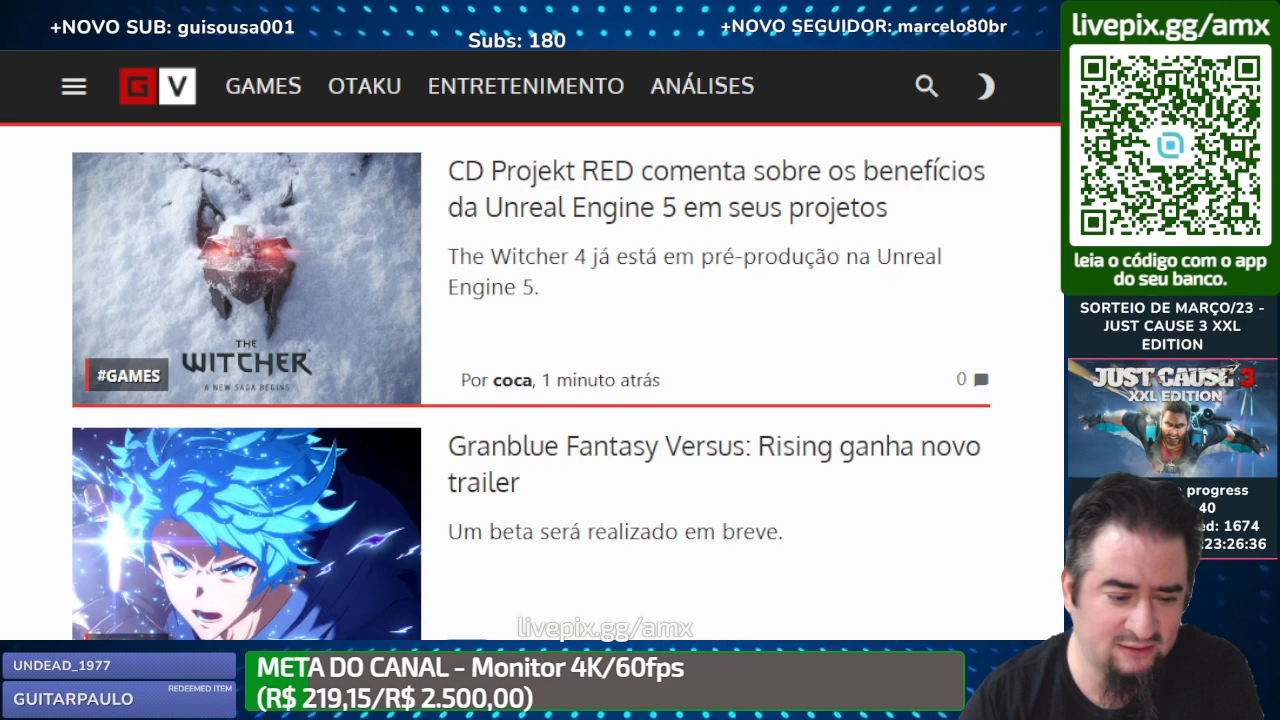 +NOVO SUB: guisousa001
Subs: 180
+NOVO SEGUIDOR: marcelo80br
livepix.gg/amx
leia o código com o app
do seu banco.
G V
GAMES OTAKU ENTRETENIMENTO ANÁLISES
THE
WITCHER
A NEW SAGA BEGINS
#GAMES
CD Projekt RED comenta sobre os benefícios
da Unreal Engine 5 em seus projetos
The Witcher 4 já está em pré-produção na Unreal
Engine 5.
Por coca, 1 minuto atrás
0
Granblue Fantasy Versus: Rising ganha novo
trailer
Um beta será realizado em breve.
livepix.gg/amx
SORTEIO DE MARÇO/23 -
JUST CAUSE 3 XXL
EDITION
JUST CAUSE 3
XXL EDITION
progress
40
ed: 1674
:23:26:36
UNDEAD_1977
REDEEMED ITEM
GUITARPAULO
META DO CANAL - Monitor 4K/60fps
(R$ 219,15/R$ 2.500,00)